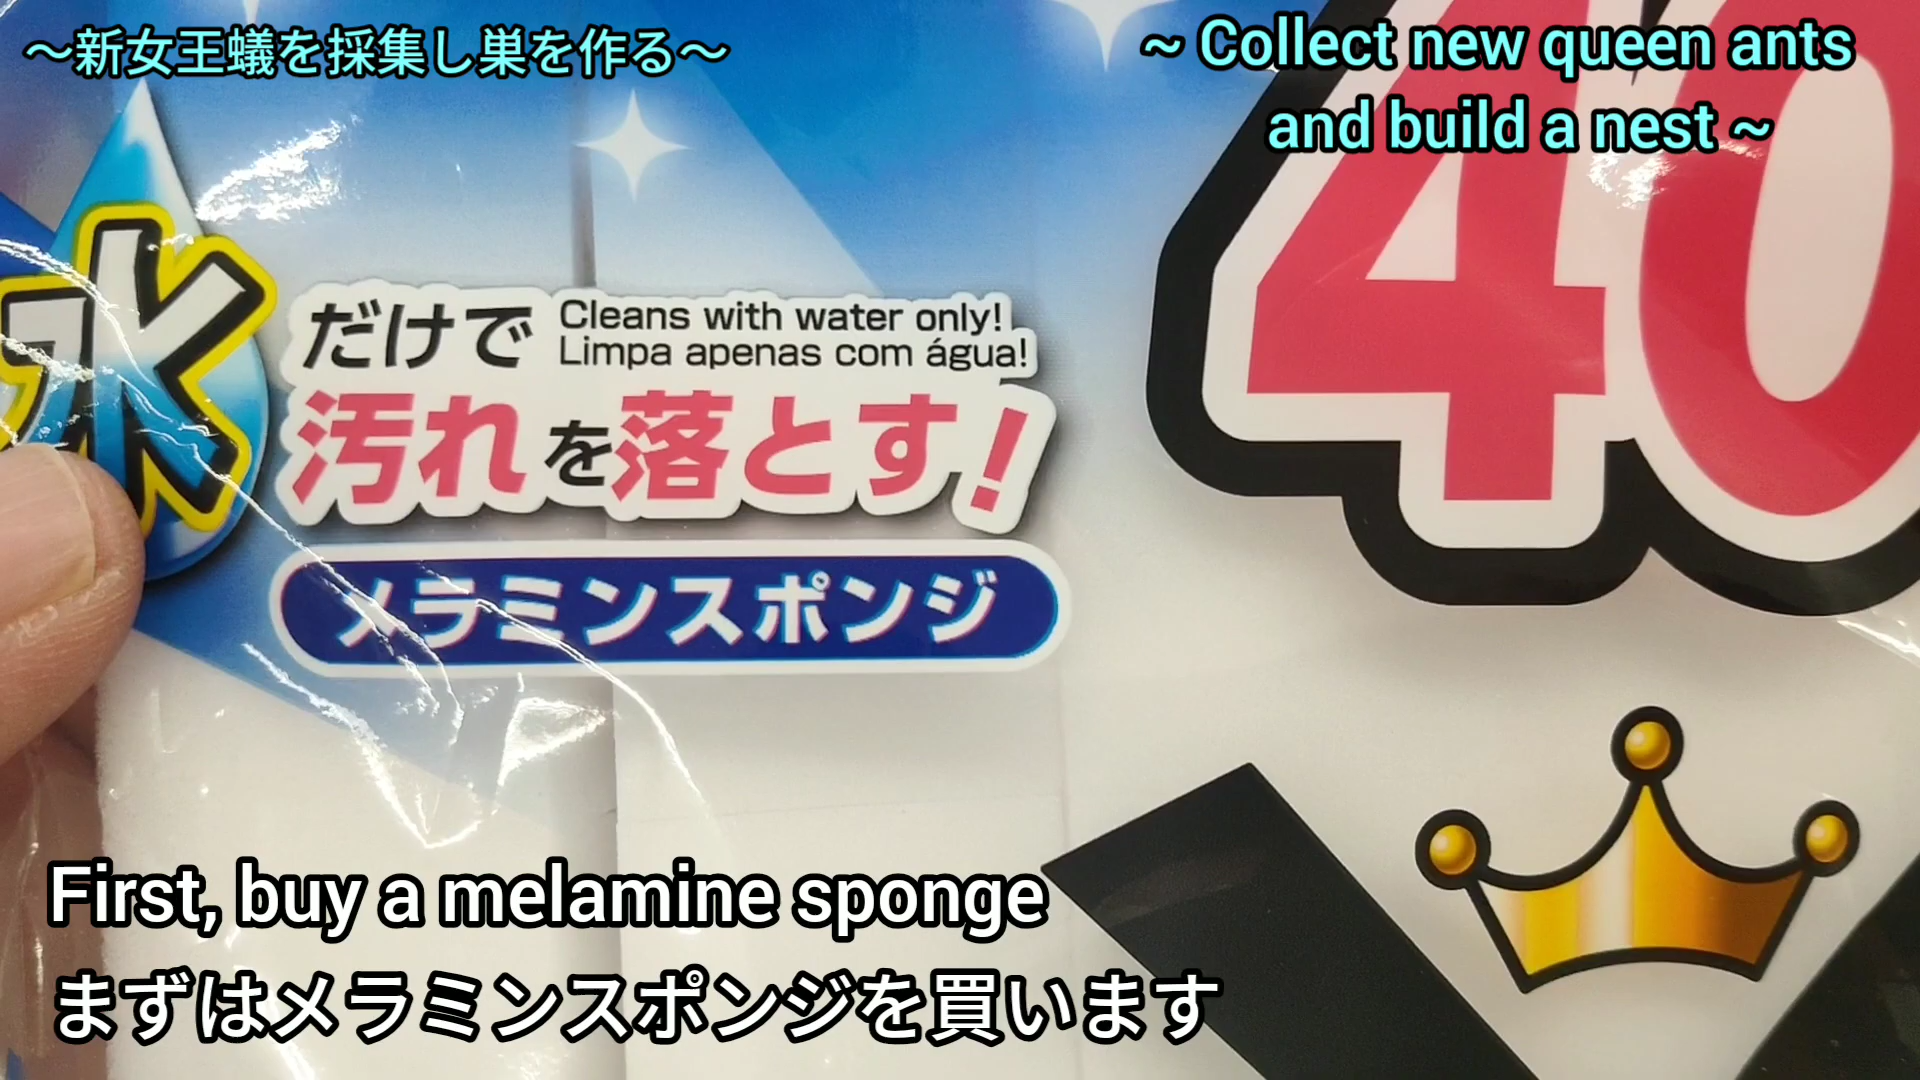 ～新女王蟻を採集し巣を作る～
~ Collect new queen ants
and build a nest ~
40
水だけで
Cleans with water only!
Limpa apenas com água!
汚れを落とす!
メラミンスポンジ
First, buy a melamine sponge
まずはメラミンスポンジを買います